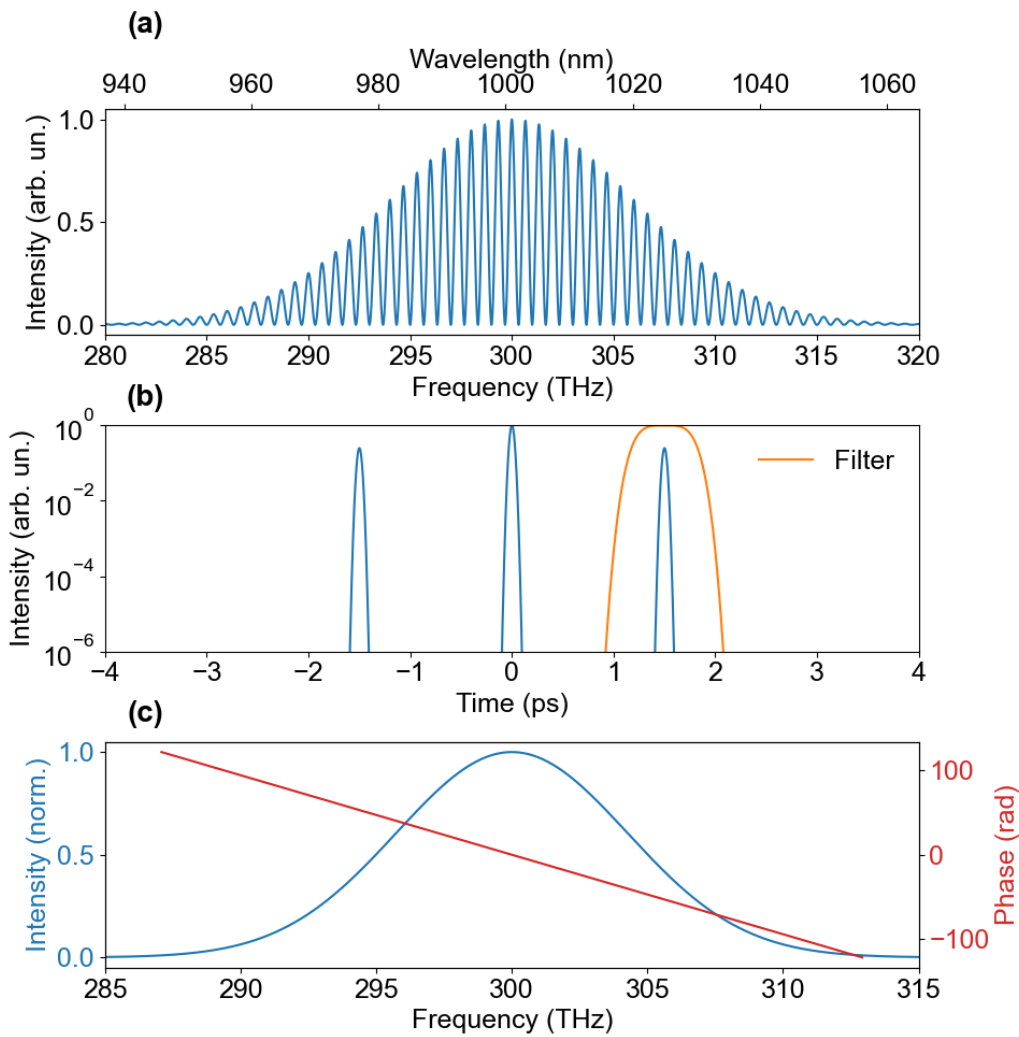 (a)
Wavelength (nm)
940 960 980 1000 1020 1040 1060
Intensity (arb. un.)
1.0
0.5
0.0
280 285 290 295 300 305 310 315 320
Frequency (THz)
(b)
Intensity (arb. un.)
10^0
10^−2
10^−4
10^−6
Filter
−4 −3 −2 −1 0 1 2 3 4
Time (ps)
(c)
Intensity (norm.)
1.0
0.5
0.0
100
0
−100
Phase (rad)
285 290 295 300 305 310 315
Frequency (THz)